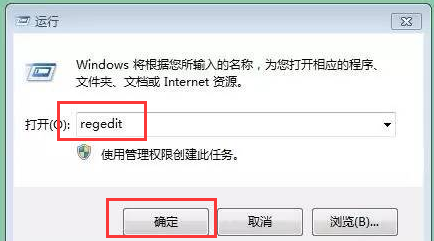 运行
Windows 将根据您所输入的名称，为您打开相应的程序、
文件夹、文档或 Internet 资源。
打开(O): regedit
使用管理权限创建此任务。
确定 取消 浏览(B)...